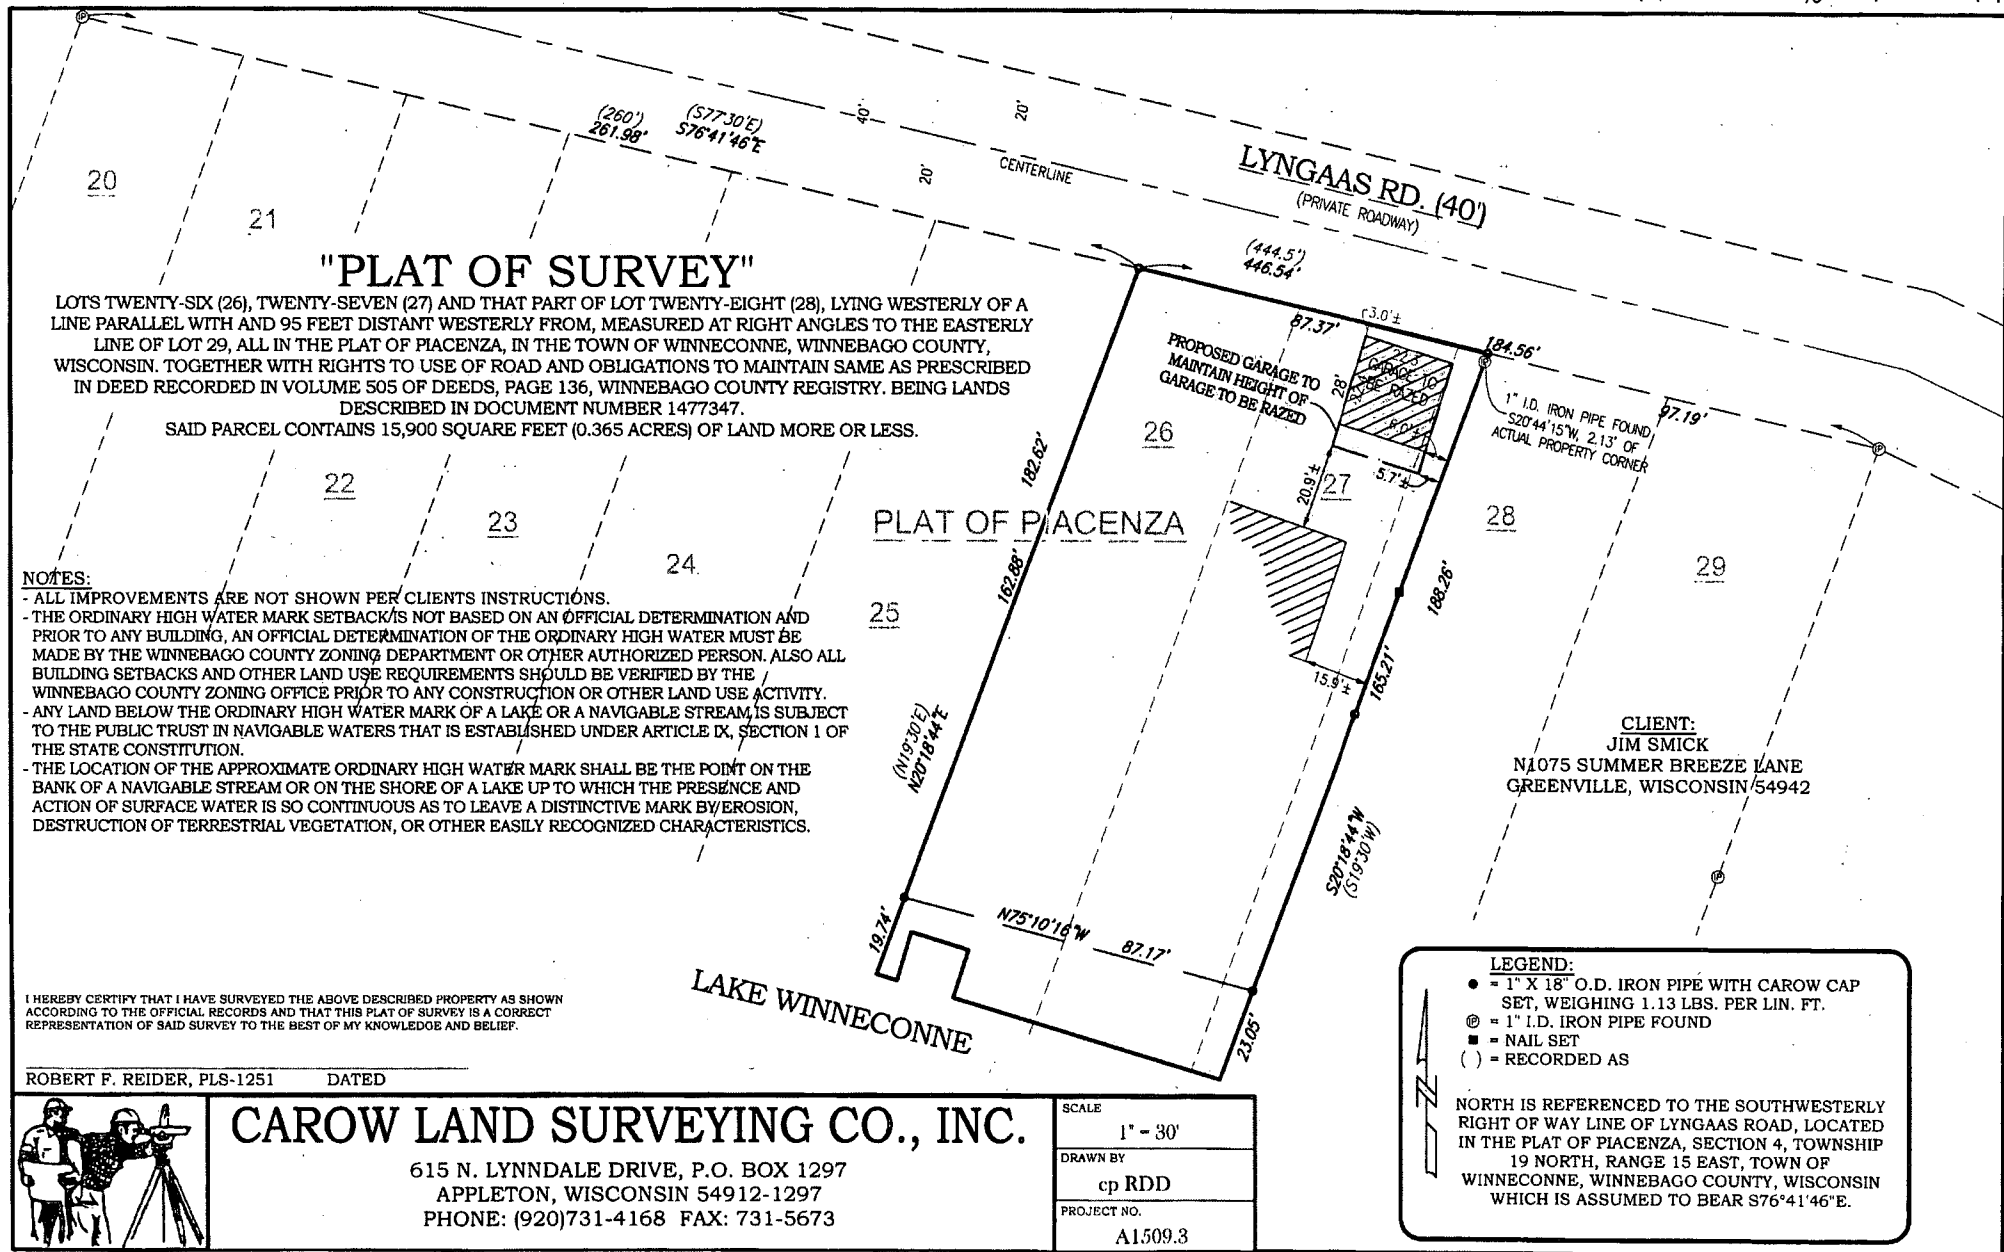 (260')
261.98'
(S77°30'E)
S76°41'46"E
40'
20'
20'
CENTERLINE
LYNGAAS RD. (40')
(PRIVATE ROADWAY)
(444.5')
446.54'
20
21
"PLAT OF SURVEY"
LOTS TWENTY-SIX (26), TWENTY-SEVEN (27) AND THAT PART OF LOT TWENTY-EIGHT (28), LYING WESTERLY OF A
LINE PARALLEL WITH AND 95 FEET DISTANT WESTERLY FROM, MEASURED AT RIGHT ANGLES TO THE EASTERLY
LINE OF LOT 29, ALL IN THE PLAT OF PIACENZA, IN THE TOWN OF WINNECONNE, WINNEBAGO COUNTY,
WISCONSIN. TOGETHER WITH RIGHTS TO USE OF ROAD AND OBLIGATIONS TO MAINTAIN SAME AS PRESCRIBED
IN DEED RECORDED IN VOLUME 505 OF DEEDS, PAGE 136, WINNEBAGO COUNTY REGISTRY. BEING LANDS
DESCRIBED IN DOCUMENT NUMBER 1477347.
SAID PARCEL CONTAINS 15,900 SQUARE FEET (0.365 ACRES) OF LAND MORE OR LESS.
87.37'
3.0'±
184.56'
PROPOSED GARAGE TO
MAINTAIN HEIGHT OF
GARAGE TO BE RAZED
28'
GARAGE TO
BE RAZED
1" I.D. IRON PIPE FOUND
S20°44'15"W, 2.13' OF
ACTUAL PROPERTY CORNER
97.19'
26
182.62'
20.9'±
27
5.7'±
28
29
22
23
24
25
PLAT OF PIACENZA
162.88'
188.26'
165.21'
15.9'±
NOTES:
- ALL IMPROVEMENTS ARE NOT SHOWN PER CLIENTS INSTRUCTIONS.
- THE ORDINARY HIGH WATER MARK SETBACK IS NOT BASED ON AN OFFICIAL DETERMINATION AND
PRIOR TO ANY BUILDING, AN OFFICIAL DETERMINATION OF THE ORDINARY HIGH WATER MUST BE
MADE BY THE WINNEBAGO COUNTY ZONING DEPARTMENT OR OTHER AUTHORIZED PERSON. ALSO ALL
BUILDING SETBACKS AND OTHER LAND USE REQUIREMENTS SHOULD BE VERIFIED BY THE
WINNEBAGO COUNTY ZONING OFFICE PRIOR TO ANY CONSTRUCTION OR OTHER LAND USE ACTIVITY.
- ANY LAND BELOW THE ORDINARY HIGH WATER MARK OF A LAKE OR A NAVIGABLE STREAM IS SUBJECT
TO THE PUBLIC TRUST IN NAVIGABLE WATERS THAT IS ESTABLISHED UNDER ARTICLE IX, SECTION 1 OF
THE STATE CONSTITUTION.
- THE LOCATION OF THE APPROXIMATE ORDINARY HIGH WATER MARK SHALL BE THE POINT ON THE
BANK OF A NAVIGABLE STREAM OR ON THE SHORE OF A LAKE UP TO WHICH THE PRESENCE AND
ACTION OF SURFACE WATER IS SO CONTINUOUS AS TO LEAVE A DISTINCTIVE MARK BY EROSION,
DESTRUCTION OF TERRESTRIAL VEGETATION, OR OTHER EASILY RECOGNIZED CHARACTERISTICS.
(N19°30'E)
N20°18'44"E
CLIENT:
JIM SMICK
N1075 SUMMER BREEZE LANE
GREENVILLE, WISCONSIN 54942
S20°18'44"W
(S19°30'W)
19.74'
N75°10'16"W
87.17'
23.05'
LAKE WINNECONNE
I HEREBY CERTIFY THAT I HAVE SURVEYED THE ABOVE DESCRIBED PROPERTY AS SHOWN
ACCORDING TO THE OFFICIAL RECORDS AND THAT THIS PLAT OF SURVEY IS A CORRECT
REPRESENTATION OF SAID SURVEY TO THE BEST OF MY KNOWLEDGE AND BELIEF.
ROBERT F. REIDER, PLS-1251 DATED
LEGEND:
● = 1" X 18" O.D. IRON PIPE WITH CAROW CAP
SET, WEIGHING 1.13 LBS. PER LIN. FT.
IP = 1" I.D. IRON PIPE FOUND
■ = NAIL SET
( ) = RECORDED AS
N
NORTH IS REFERENCED TO THE SOUTHWESTERLY
RIGHT OF WAY LINE OF LYNGAAS ROAD, LOCATED
IN THE PLAT OF PIACENZA, SECTION 4, TOWNSHIP
19 NORTH, RANGE 15 EAST, TOWN OF
WINNECONNE, WINNEBAGO COUNTY, WISCONSIN
WHICH IS ASSUMED TO BEAR S76°41'46"E.
CAROW LAND SURVEYING CO., INC.
615 N. LYNNDALE DRIVE, P.O. BOX 1297
APPLETON, WISCONSIN 54912-1297
PHONE: (920)731-4168 FAX: 731-5673
SCALE
1" = 30'
DRAWN BY
cp RDD
PROJECT NO.
A1509.3